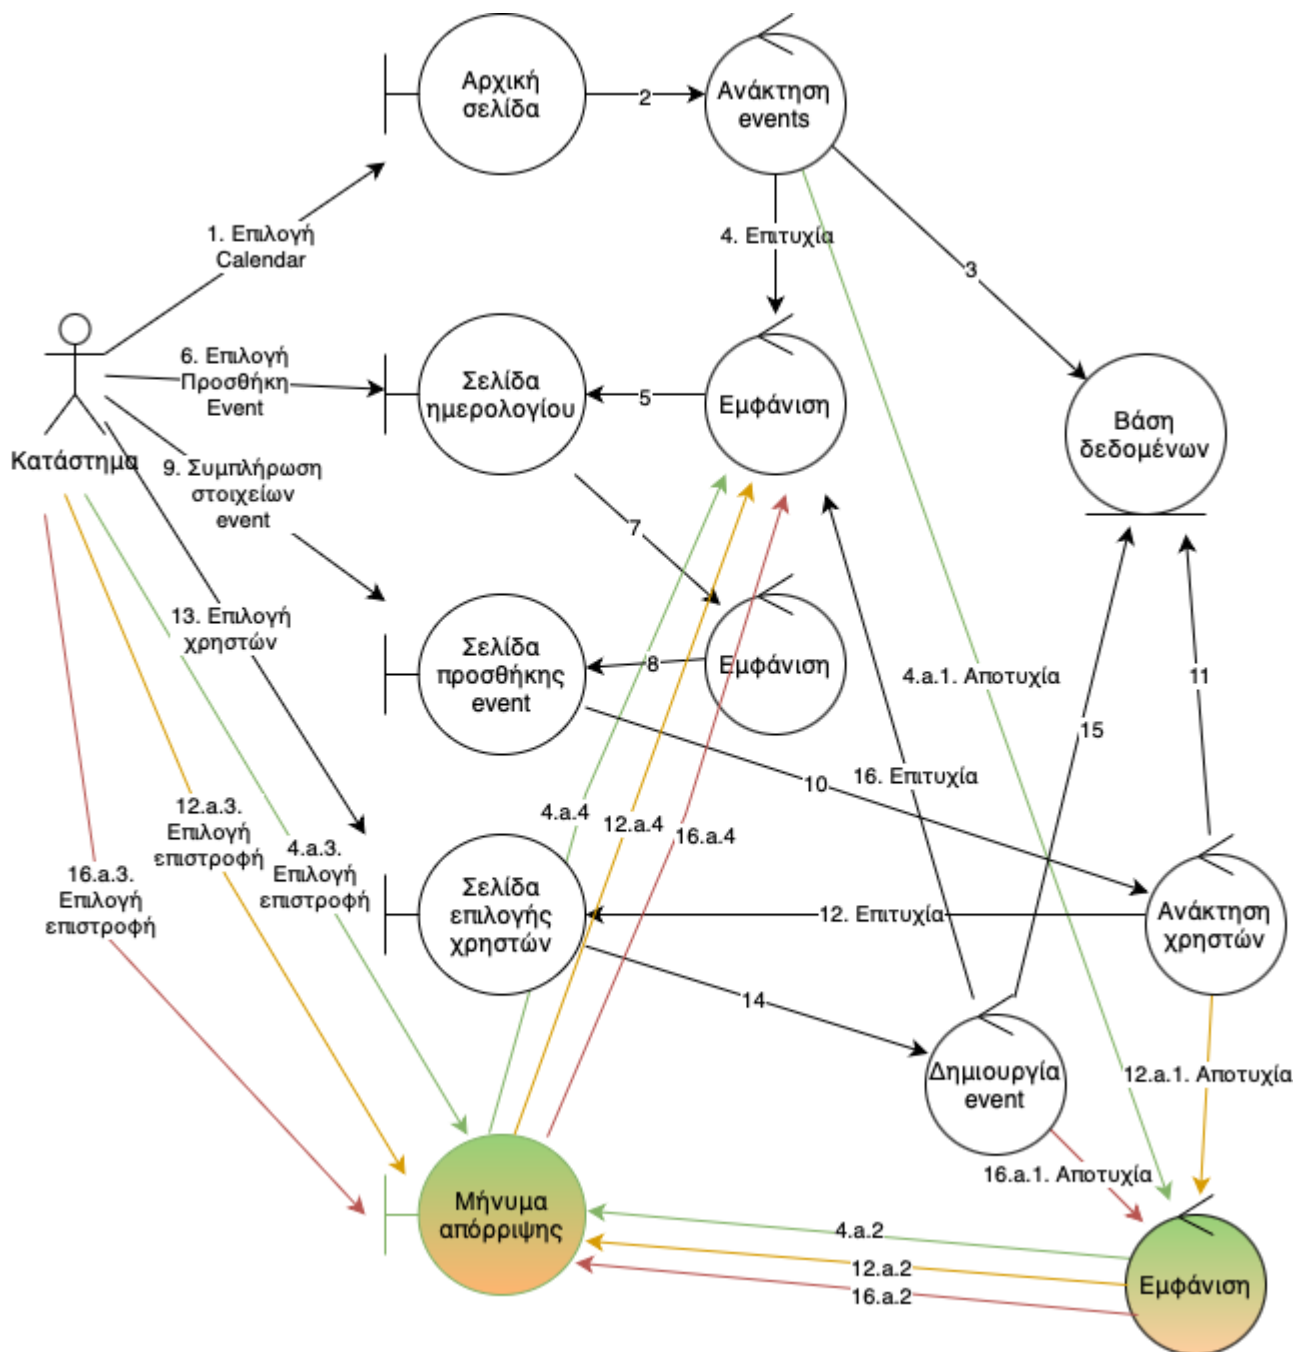 Αρχική
σελίδα
2
Ανάκτηση
events
1. Επιλογή
Calendar
4. Επιτυχία
3
6. Επιλογή
Προσθήκη
Event
Σελίδα
ημερολογίου
5
Εμφάνιση
Βάση
δεδομένων
Κατάστημα
9. Συμπλήρωση
στοιχείων
event
7
13. Επιλογή
χρηστών
Σελίδα
προσθήκης
event
8
Εμφάνιση
4.a.1. Αποτυχία
11
15
16. Επιτυχία
10
12.a.3.
Επιλογή
επιστροφή
4.a.3.
Επιλογή
επιστροφή
16.a.3.
Επιλογή
επιστροφή
4.a.4
12.a.4
16.a.4
Σελίδα
επιλογής
χρηστών
12. Επιτυχία
Ανάκτηση
χρηστών
14
Δημιουργία
event
12.a.1. Αποτυχία
16.a.1. Αποτυχία
Μήνυμα
απόρριψης
4.a.2
12.a.2
16.a.2
Εμφάνιση